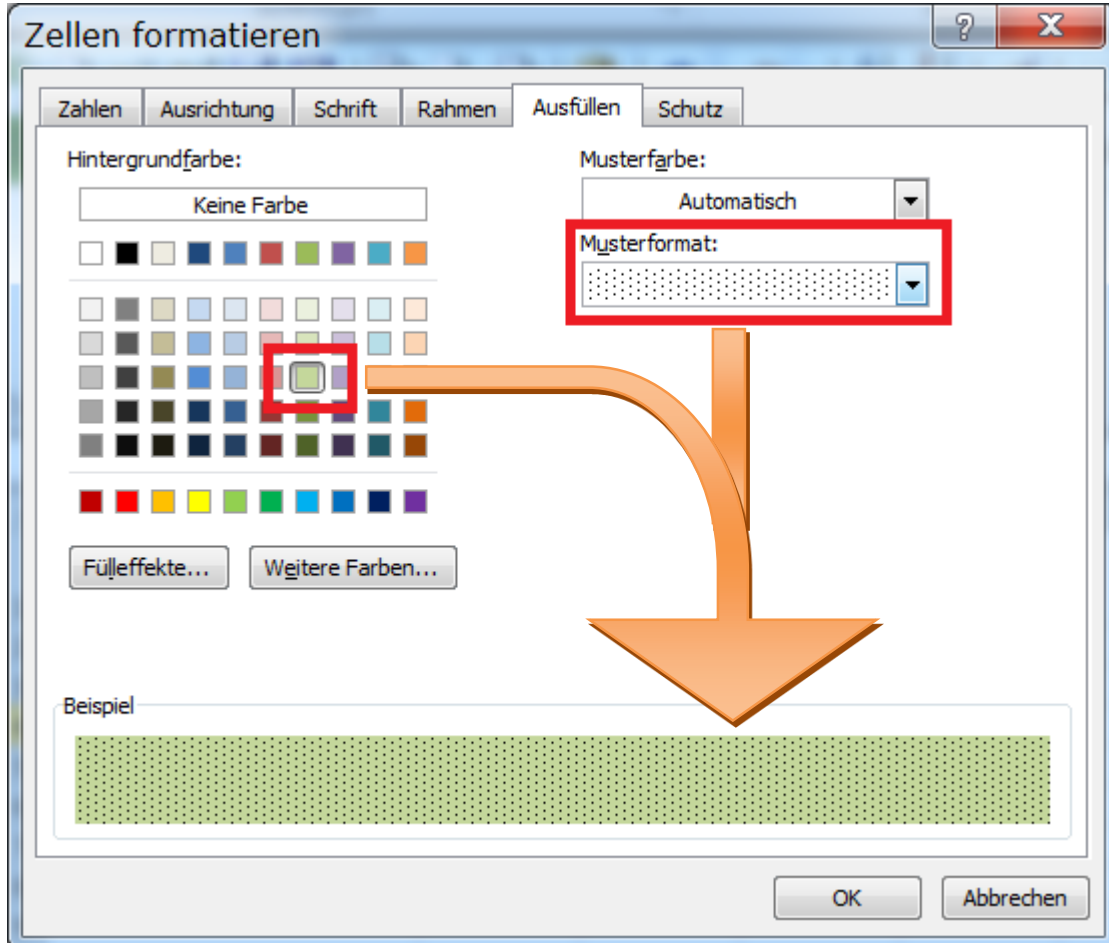 Zellen formatieren
?
X
Zahlen Ausrichtung Schrift Rahmen Ausfüllen Schutz
Hintergrundfarbe:
Keine Farbe
Musterfarbe:
Automatisch
Musterformat:
Fülleffekte...
Weitere Farben...
Beispiel
OK
Abbrechen